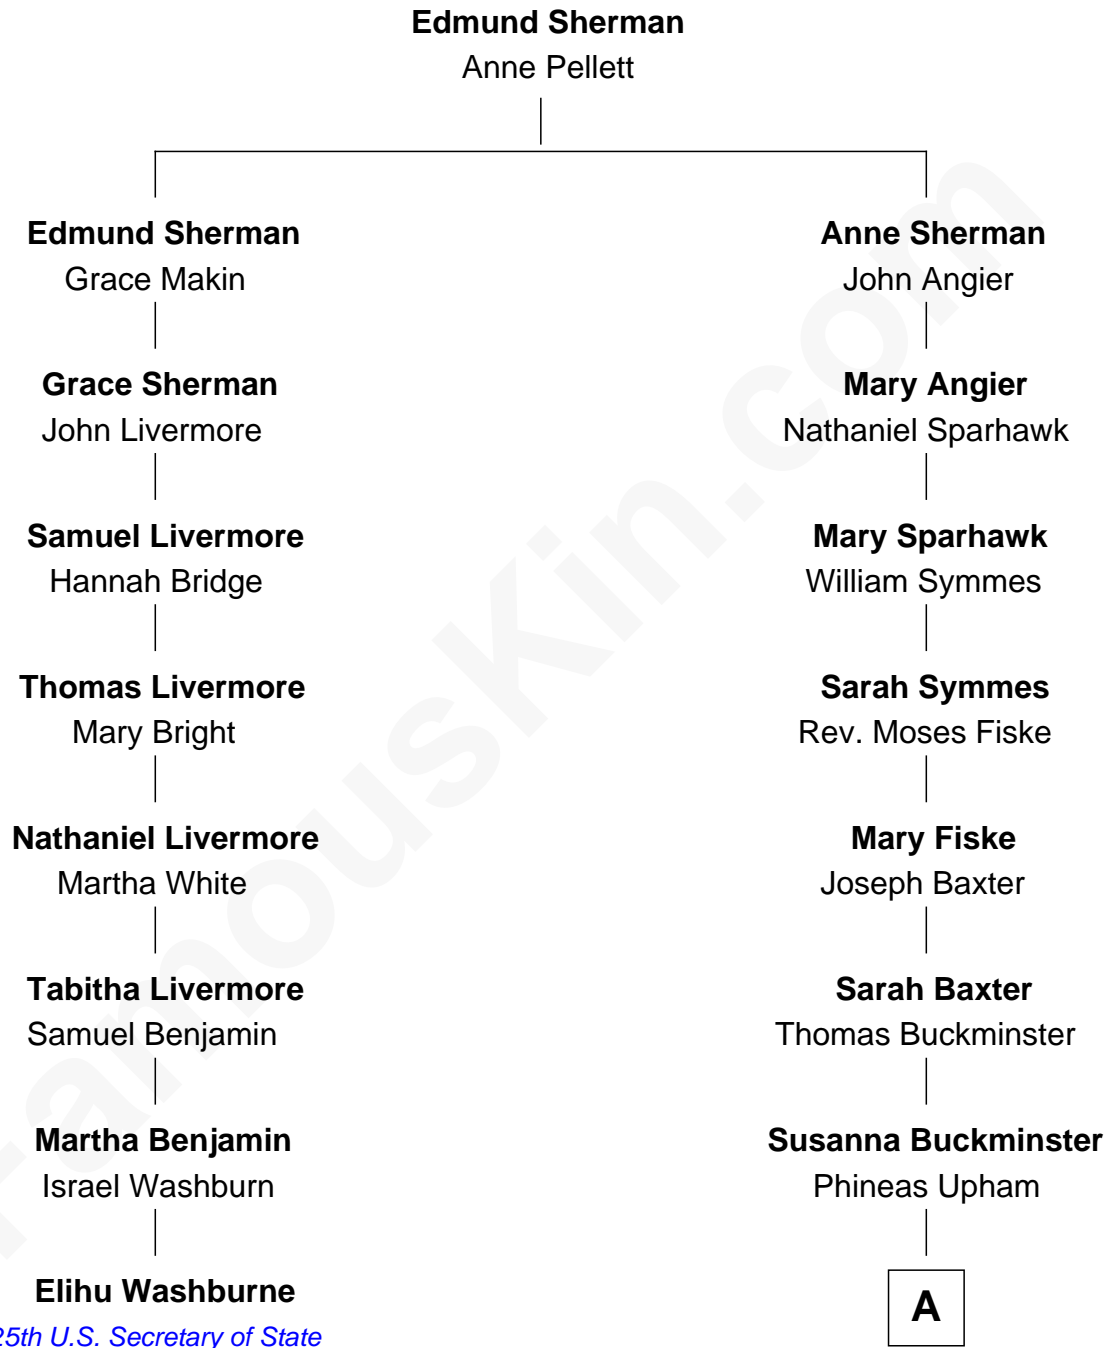 Edmund Sherman
Anne Pellett
Edmund Sherman
Grace Makin
Grace Sherman
John Livermore
Samuel Livermore
Hannah Bridge
Thomas Livermore
Mary Bright
Nathaniel Livermore
Martha White
Tabitha Livermore
Samuel Benjamin
Martha Benjamin
Israel Washburn
Elihu Washburne
25th U.S. Secretary of State
Anne Sherman
John Angier
Mary Angier
Nathaniel Sparhawk
Mary Sparhawk
William Symmes
Sarah Symmes
Rev. Moses Fiske
Mary Fiske
Joseph Baxter
Sarah Baxter
Thomas Buckminster
Susanna Buckminster
Phineas Upham
A
FamousKin.com